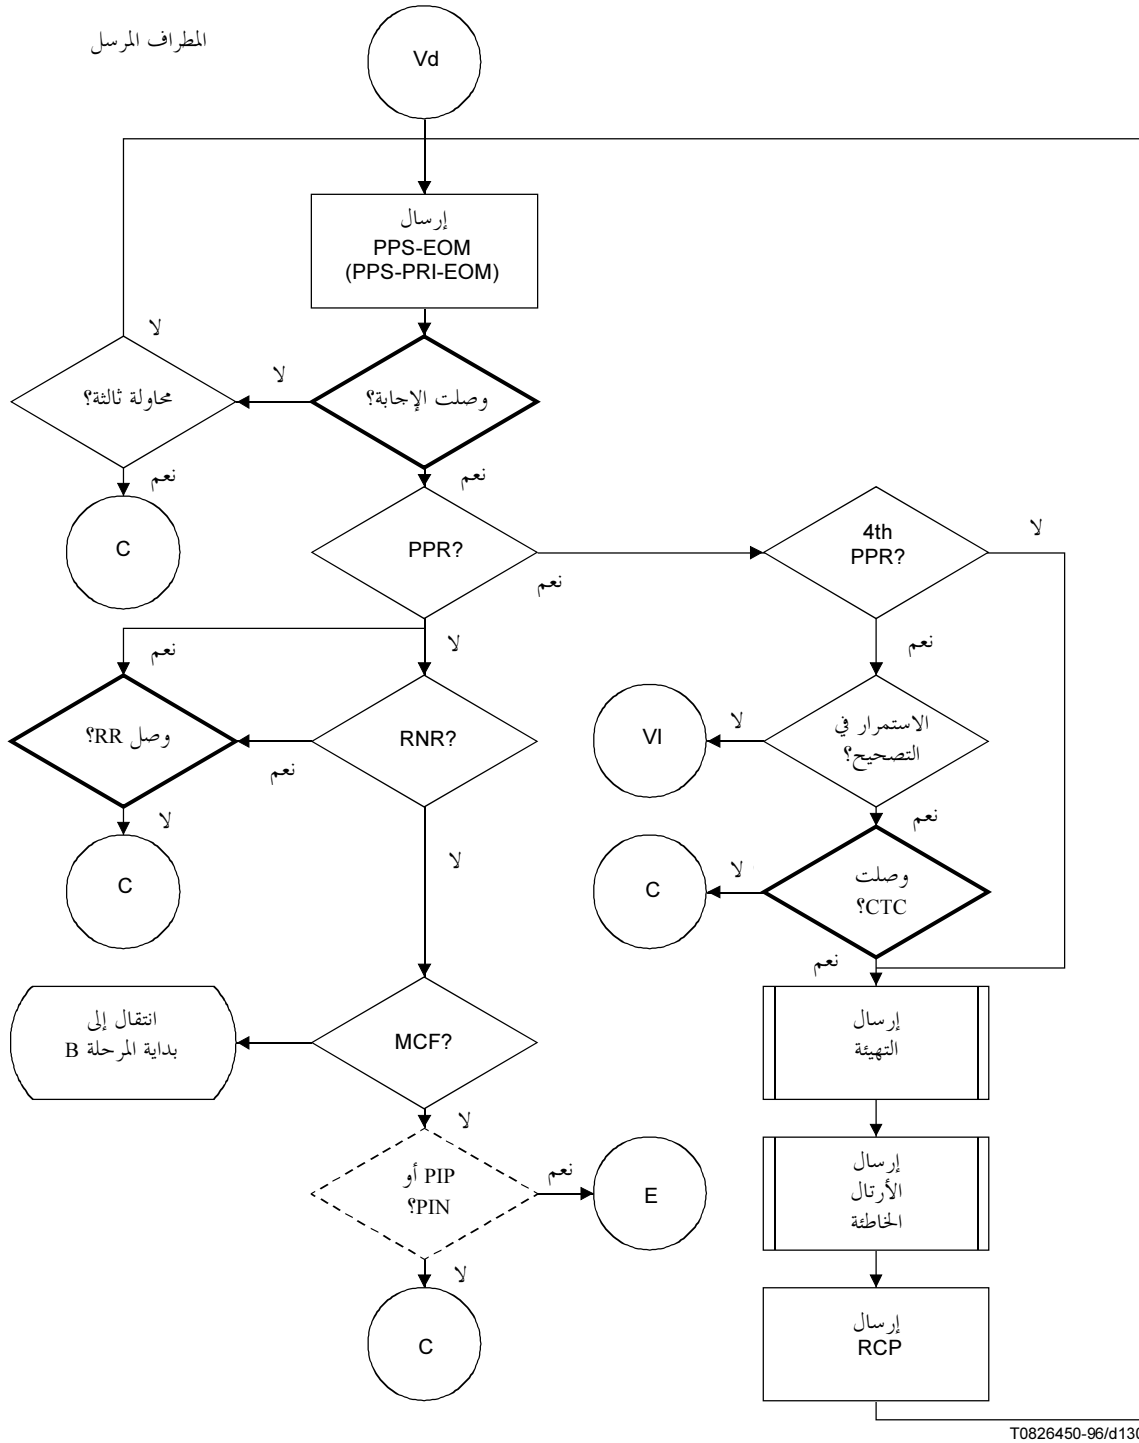 المطراف المرسل
Vd
إرسال
PPS-EOM
(PPS-PRI-EOM)
لا
لا
محاولة ثالثة؟
وصلت الإجابة؟
نعم
نعم
C
PPR?
نعم
4th
PPR?
لا
نعم
لا
نعم
وصل RR؟
نعم
RNR?
VI
لا
الاستمرار في
التصحيح؟
لا
نعم
C
لا
C
لا
وصلت
CTC؟
نعم
انتقال إلى
بداية المرحلة B
MCF?
إرسال
التهيئة
لا
PIP أو
PIN؟
نعم
E
إرسال
الأرتال
الخاطئة
لا
C
إرسال
RCP
T0826450-96/d130